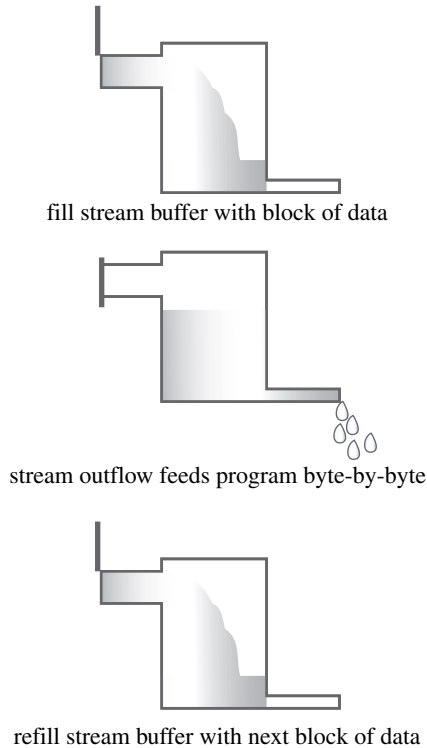 fill stream buffer with block of data
stream outflow feeds program byte-by-byte
refill stream buffer with next block of data